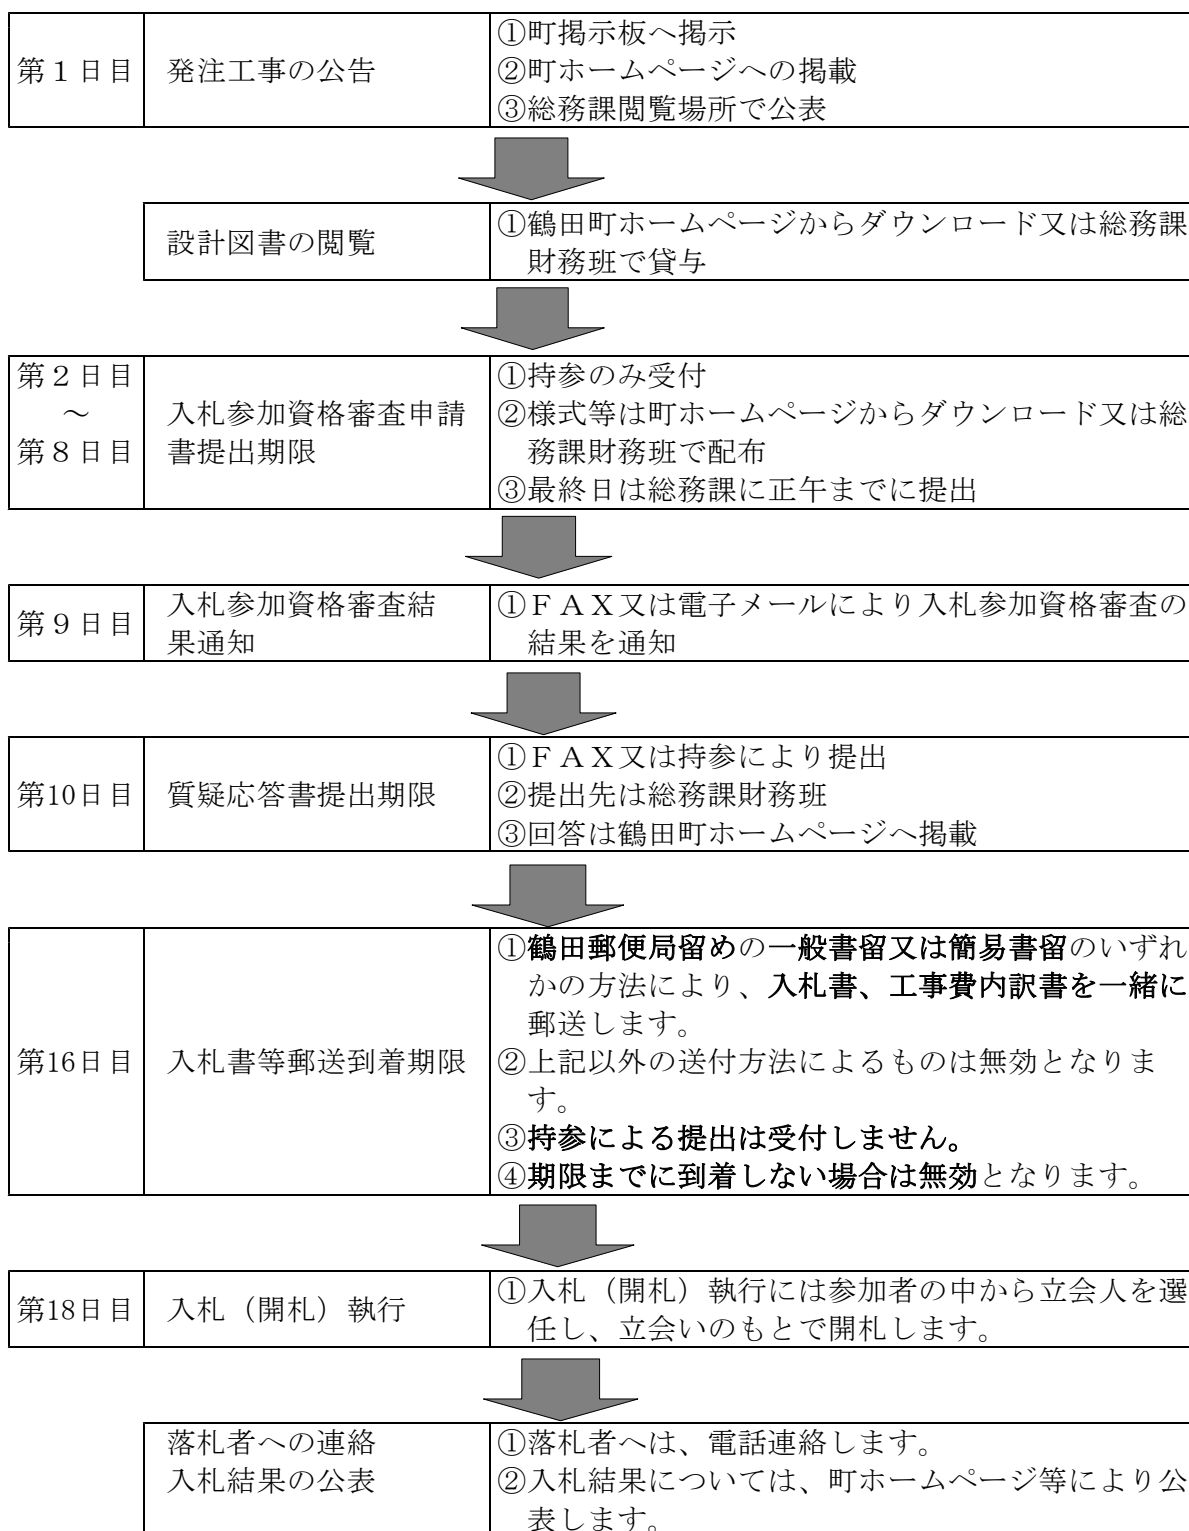 第１日目
発注工事の公告
①町掲示板へ掲示
②町ホームページへの掲載
③総務課閲覧場所で公表
設計図書の閲覧
①鶴田町ホームページからダウンロード又は総務課
財務班で貸与
第２日目
～
第８日目
入札参加資格審査申請
書提出期限
①持参のみ受付
②様式等は町ホームページからダウンロード又は総
務課財務班で配布
③最終日は総務課に正午までに提出
第９日目
入札参加資格審査結
果通知
①ＦＡＸ又は電子メールにより入札参加資格審査の
結果を通知
第10日目
質疑応答書提出期限
①ＦＡＸ又は持参により提出
②提出先は総務課財務班
③回答は鶴田町ホームページへ掲載
第16日目
入札書等郵送到着期限
①鶴田郵便局留めの一般書留又は簡易書留のいずれ
かの方法により、入札書、工事費内訳書を一緒に
郵送します。
②上記以外の送付方法によるものは無効となりま
す。
③持参による提出は受付しません。
④期限までに到着しない場合は無効となります。
第18日目
入札（開札）執行
①入札（開札）執行には参加者の中から立会人を選
任し、立会いのもとで開札します。
落札者への連絡
入札結果の公表
①落札者へは、電話連絡します。
②入札結果については、町ホームページ等により公
表します。